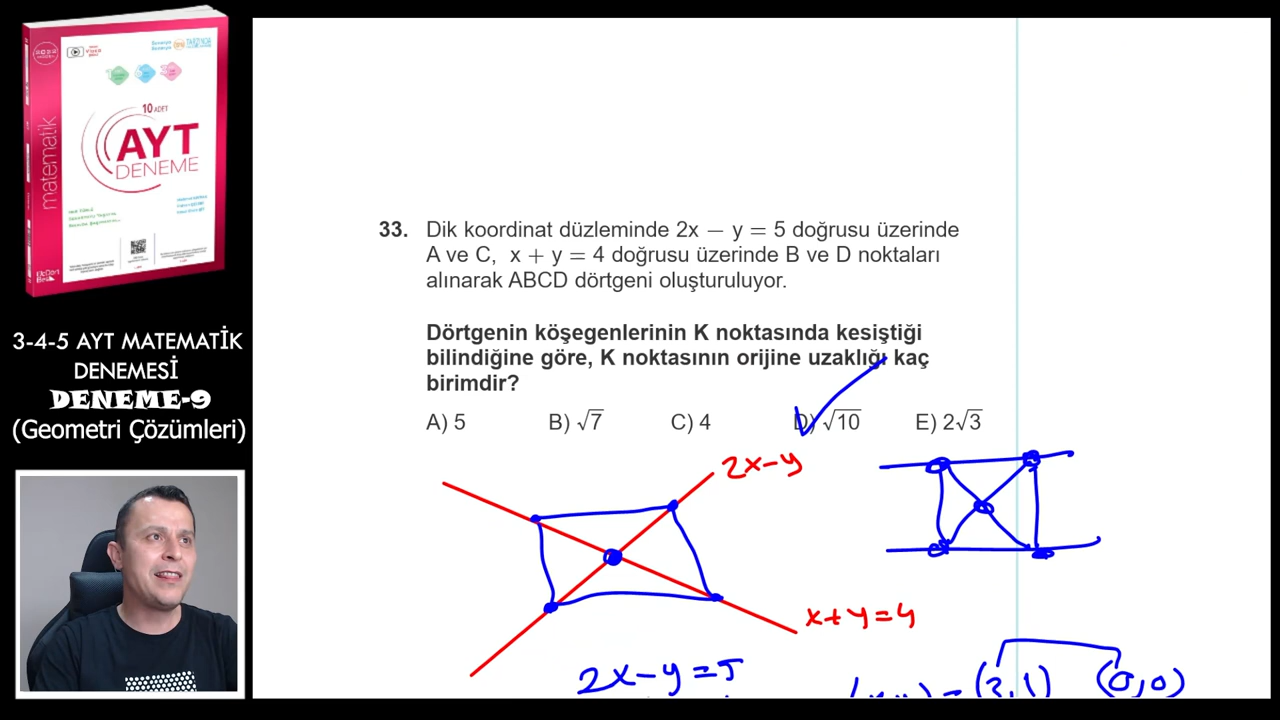 matematik
10 ADET
AYT
DENEME
3-4-5 AYT MATEMATİK
DENEMESİ
DENEME-9
(Geometri Çözümleri)
33. Dik koordinat düzleminde 2x − y = 5 doğrusu üzerinde
A ve C, x + y = 4 doğrusu üzerinde B ve D noktaları
alınarak ABCD dörtgeni oluşturuluyor.
Dörtgenin köşegenlerinin K noktasında kesiştiği
bilindiğine göre, K noktasının orijine uzaklığı kaç
birimdir?
A) 5 B) √7 C) 4 D) √10 E) 2√3
2x-y
x+y=4
2x-y=5
(3,1) (0,0)